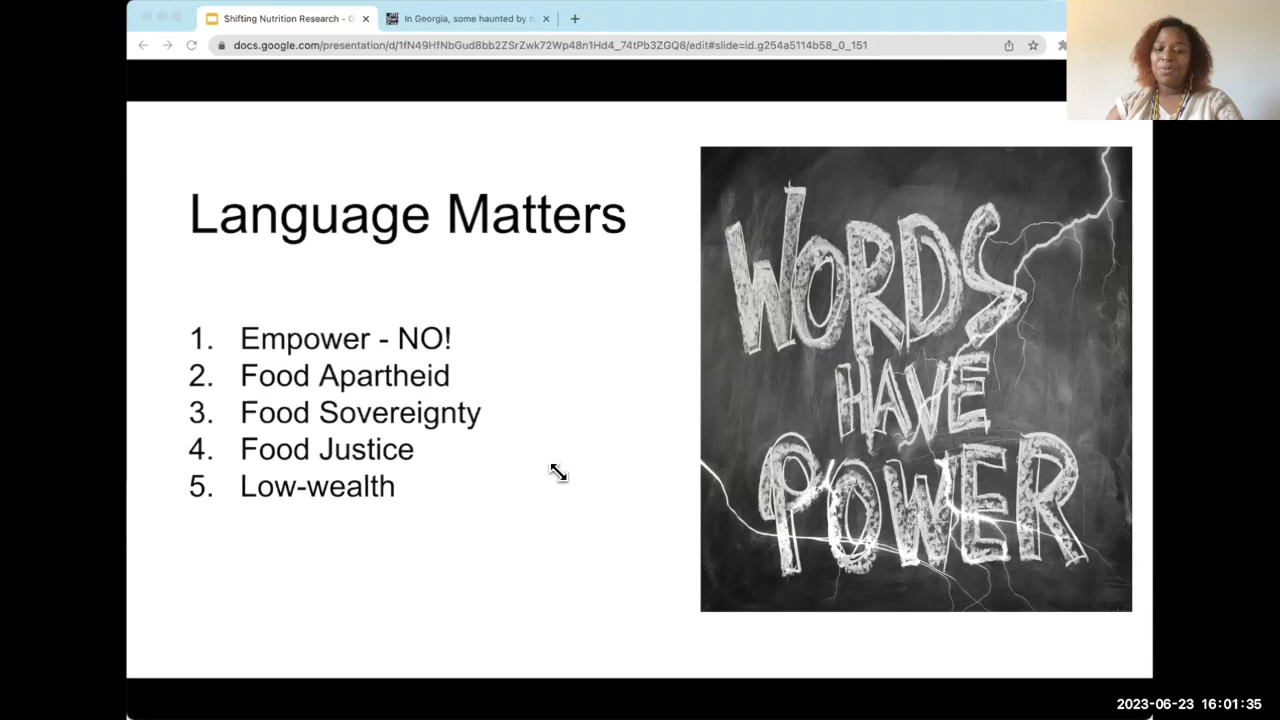 Shifting Nutrition Research - G
In Georgia, some haunted by
docs.google.com/presentation/d/1fN49HfNbGud8bb2ZSrZwk72Wp48n1Hd4_74tPb3ZGQ8/edit#slide=id.g254a5114b58_0_151
Language Matters
1. Empower - NO!
2. Food Apartheid
3. Food Sovereignty
4. Food Justice
5. Low-wealth
WORDS
HAVE
POWER
2023-06-23 16:01:35